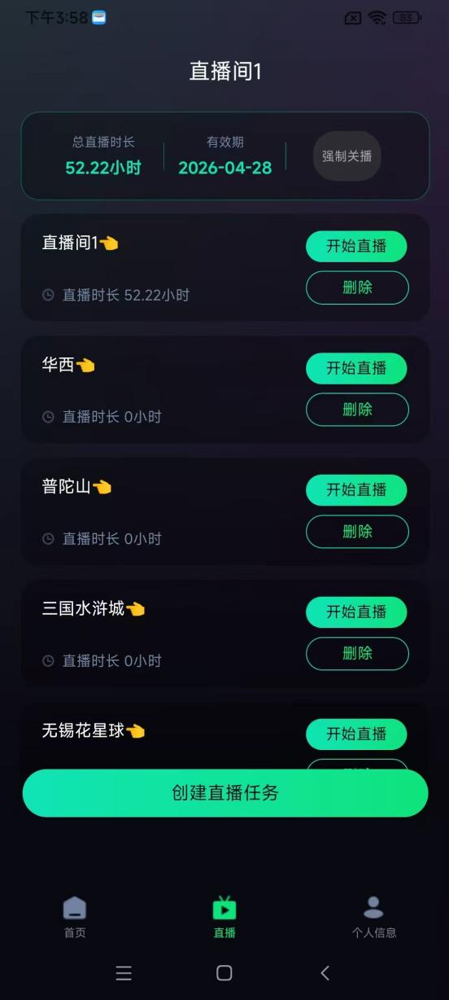 下午3:58
83
直播间1
总直播时长 有效期
52.22小时 2026-04-28
强制关播
直播间1👈
开始直播
直播时长 52.22小时
删除
华西👈
开始直播
直播时长 0小时
删除
普陀山👈
开始直播
直播时长 0小时
删除
三国水浒城👈
开始直播
直播时长 0小时
删除
无锡花星球👈
开始直播
创建直播任务
首页 直播 个人信息